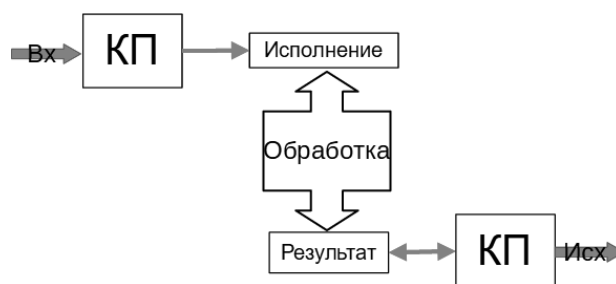 Вх
КП
Исполнение
Обработка
Результат
КП
Исх